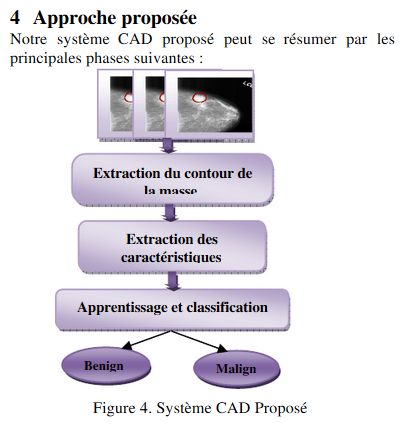 4 Approche proposée
Notre système CAD proposé peut se résumer par les
principales phases suivantes :
Extraction du contour de
la masse
Extraction des
caractéristiques
Apprentissage et classification
Benign
Malign
Figure 4. Système CAD Proposé